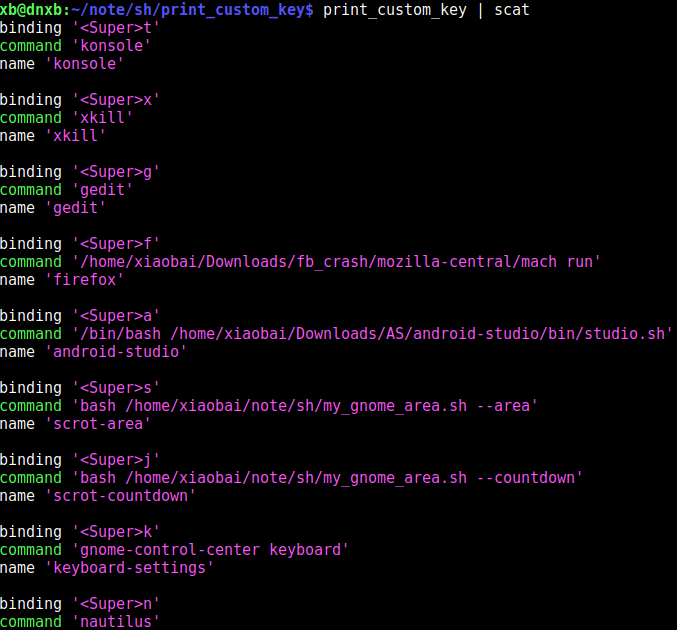 xb@dnxb:~/note/sh/print_custom_key$ print_custom_key | scat
binding '<Super>t'
command 'konsole'
name 'konsole'
binding '<Super>x'
command 'xkill'
name 'xkill'
binding '<Super>g'
command 'gedit'
name 'gedit'
binding '<Super>f'
command '/home/xiaobai/Downloads/fb_crash/mozilla-central/mach run'
name 'firefox'
binding '<Super>a'
command '/bin/bash /home/xiaobai/Downloads/AS/android-studio/bin/studio.sh'
name 'android-studio'
binding '<Super>s'
command 'bash /home/xiaobai/note/sh/my_gnome_area.sh --area'
name 'scrot-area'
binding '<Super>j'
command 'bash /home/xiaobai/note/sh/my_gnome_area.sh --countdown'
name 'scrot-countdown'
binding '<Super>k'
command 'gnome-control-center keyboard'
name 'keyboard-settings'
binding '<Super>n'
command 'nautilus'